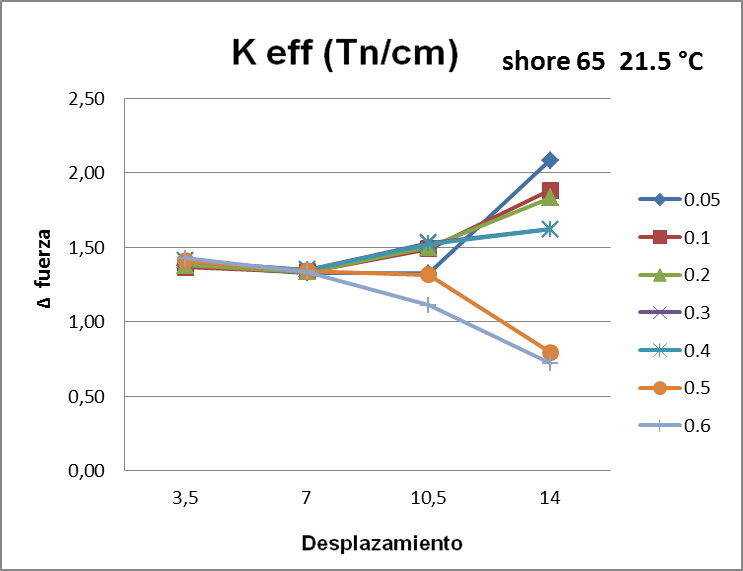 K eff (Tn/cm)
shore 65 21.5 °C
2,50
2,00
1,50
1,00
0,50
0,00
Δ fuerza
3,5 7 10,5 14
Desplazamiento
0.05
0.1
0.2
0.3
0.4
0.5
0.6